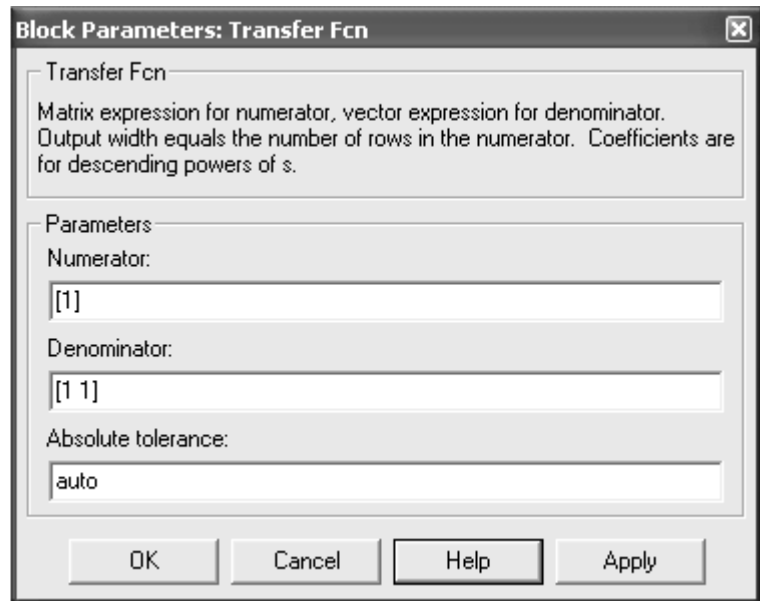 Block Parameters: Transfer Fcn
Transfer Fcn
Matrix expression for numerator, vector expression for denominator.
Output width equals the number of rows in the numerator.  Coefficients are
for descending powers of s.
Parameters
Numerator:
[1]
Denominator:
[1 1]
Absolute tolerance:
auto
OK
Cancel
Help
Apply